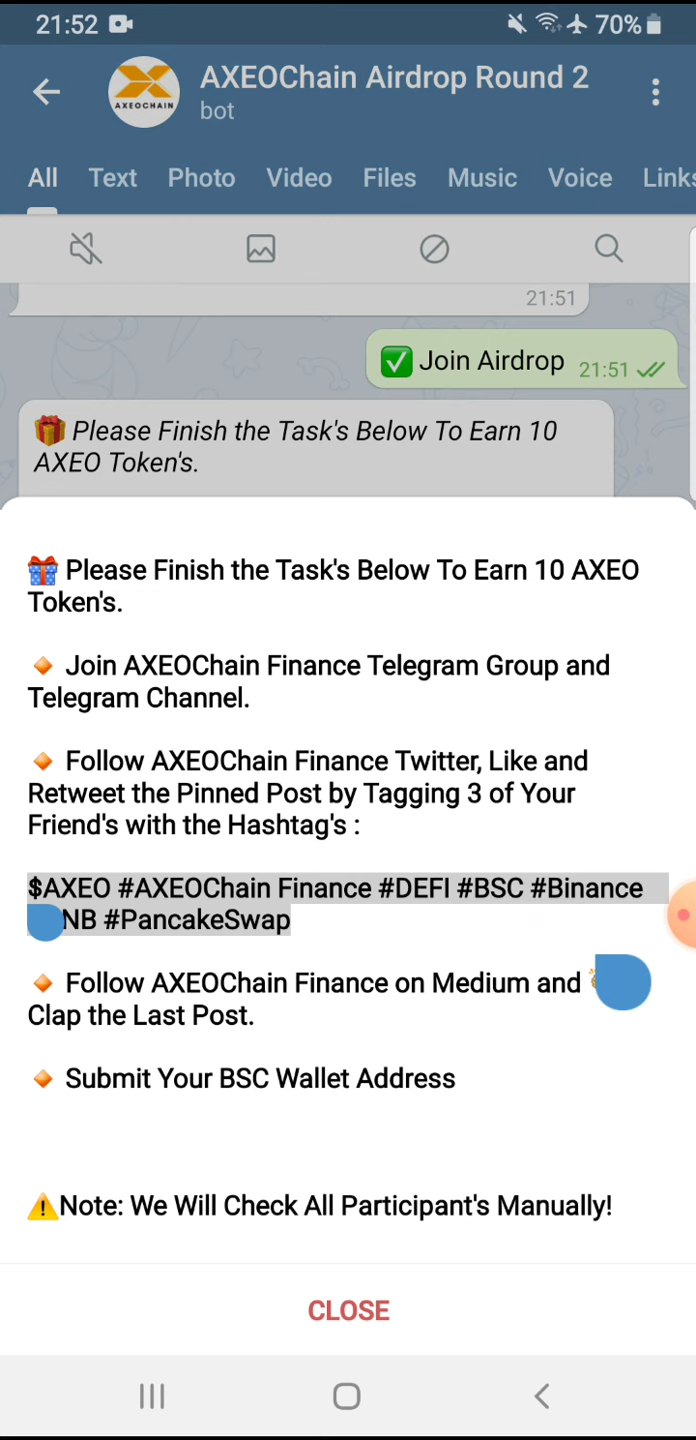 21:52
70%
AXEOCHAIN
AXEOChain Airdrop Round 2
bot
All Text Photo Video Files Music Voice Links
21:51
✅ Join Airdrop 21:51
🎁 Please Finish the Task's Below To Earn 10
AXEO Token's.
🎁 Please Finish the Task's Below To Earn 10 AXEO
Token's.
🔸 Join AXEOChain Finance Telegram Group and
Telegram Channel.
🔸 Follow AXEOChain Finance Twitter, Like and
Retweet the Pinned Post by Tagging 3 of Your
Friend's with the Hashtag's :
$AXEO #AXEOChain Finance #DEFI #BSC #Binance
NB #PancakeSwap
🔸 Follow AXEOChain Finance on Medium and
Clap the Last Post.
🔸 Submit Your BSC Wallet Address
⚠️Note: We Will Check All Participant's Manually!
CLOSE